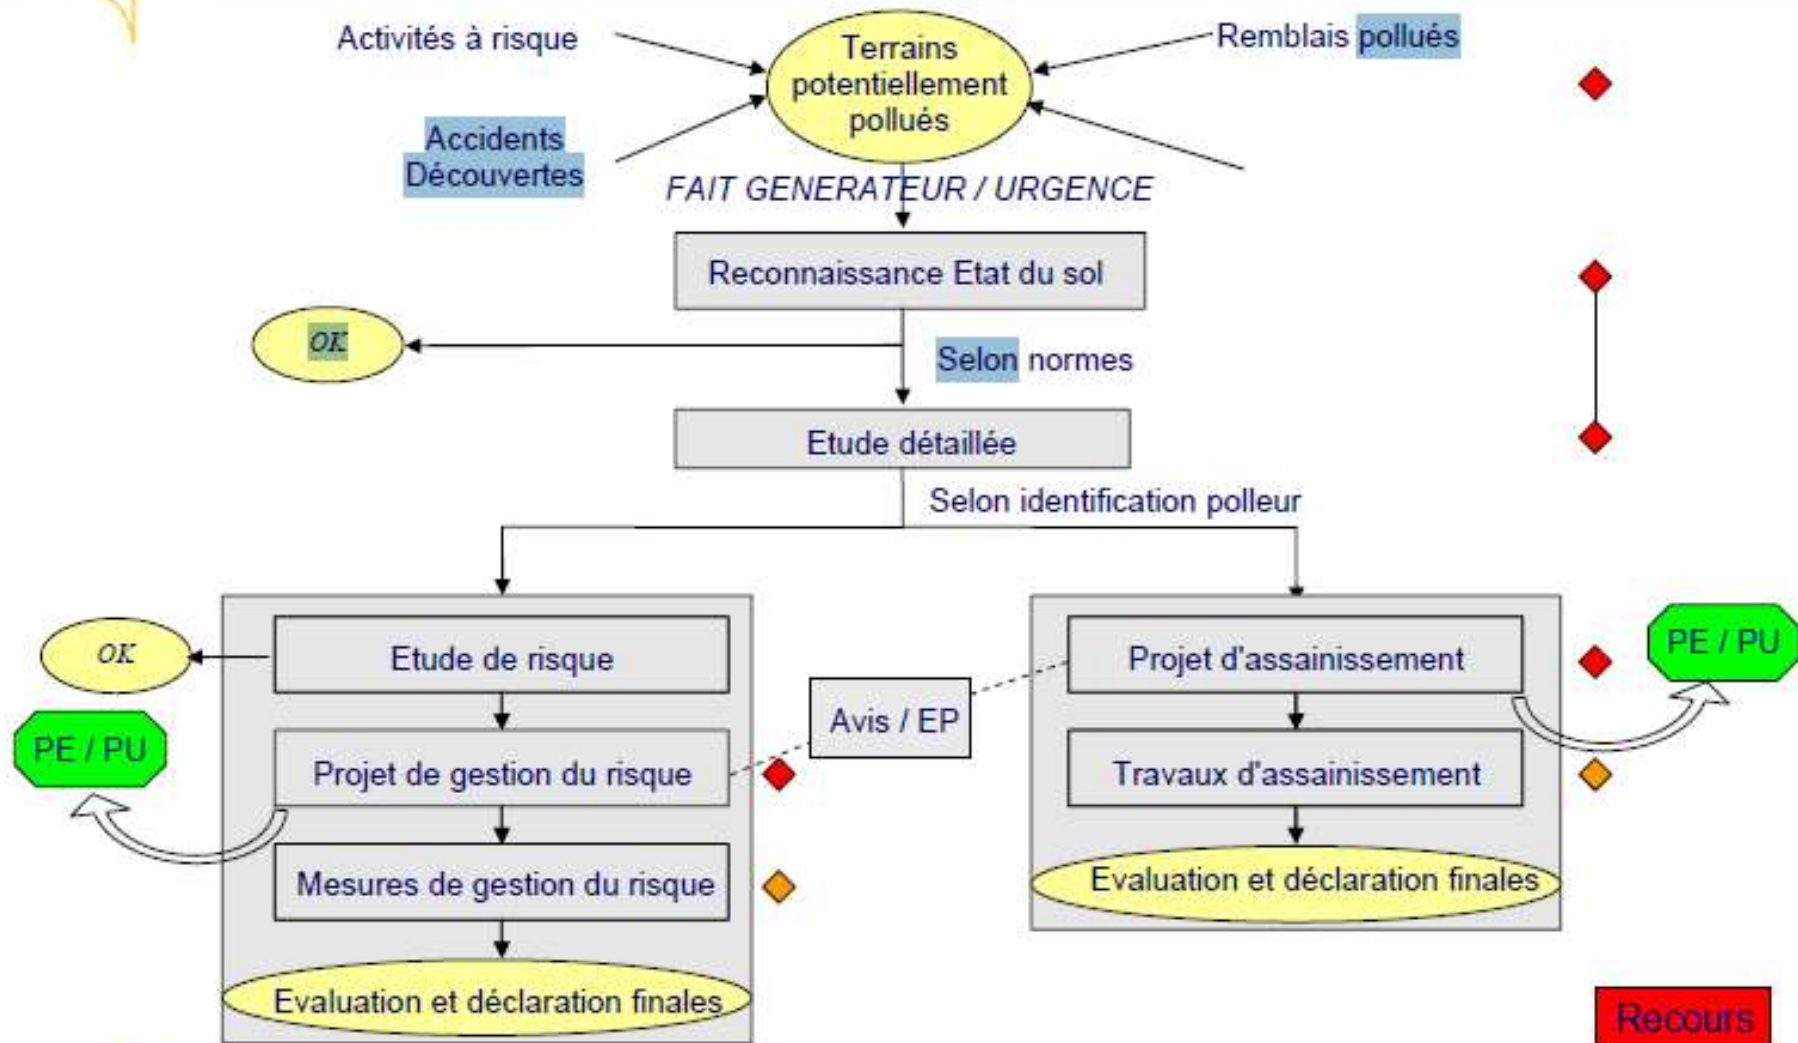 Activités à risque
Terrains
potentiellement
pollués
Remblais pollués
Accidents
Découvertes
FAIT GENERATEUR / URGENCE
Reconnaissance Etat du sol
OK
Selon normes
Etude détaillée
Selon identification polleur
OK
Etude de risque
Projet d'assainissement
PE / PU
Avis / EP
PE / PU
Projet de gestion du risque
Travaux d'assainissement
Mesures de gestion du risque
Evaluation et déclaration finales
Evaluation et déclaration finales
Recours